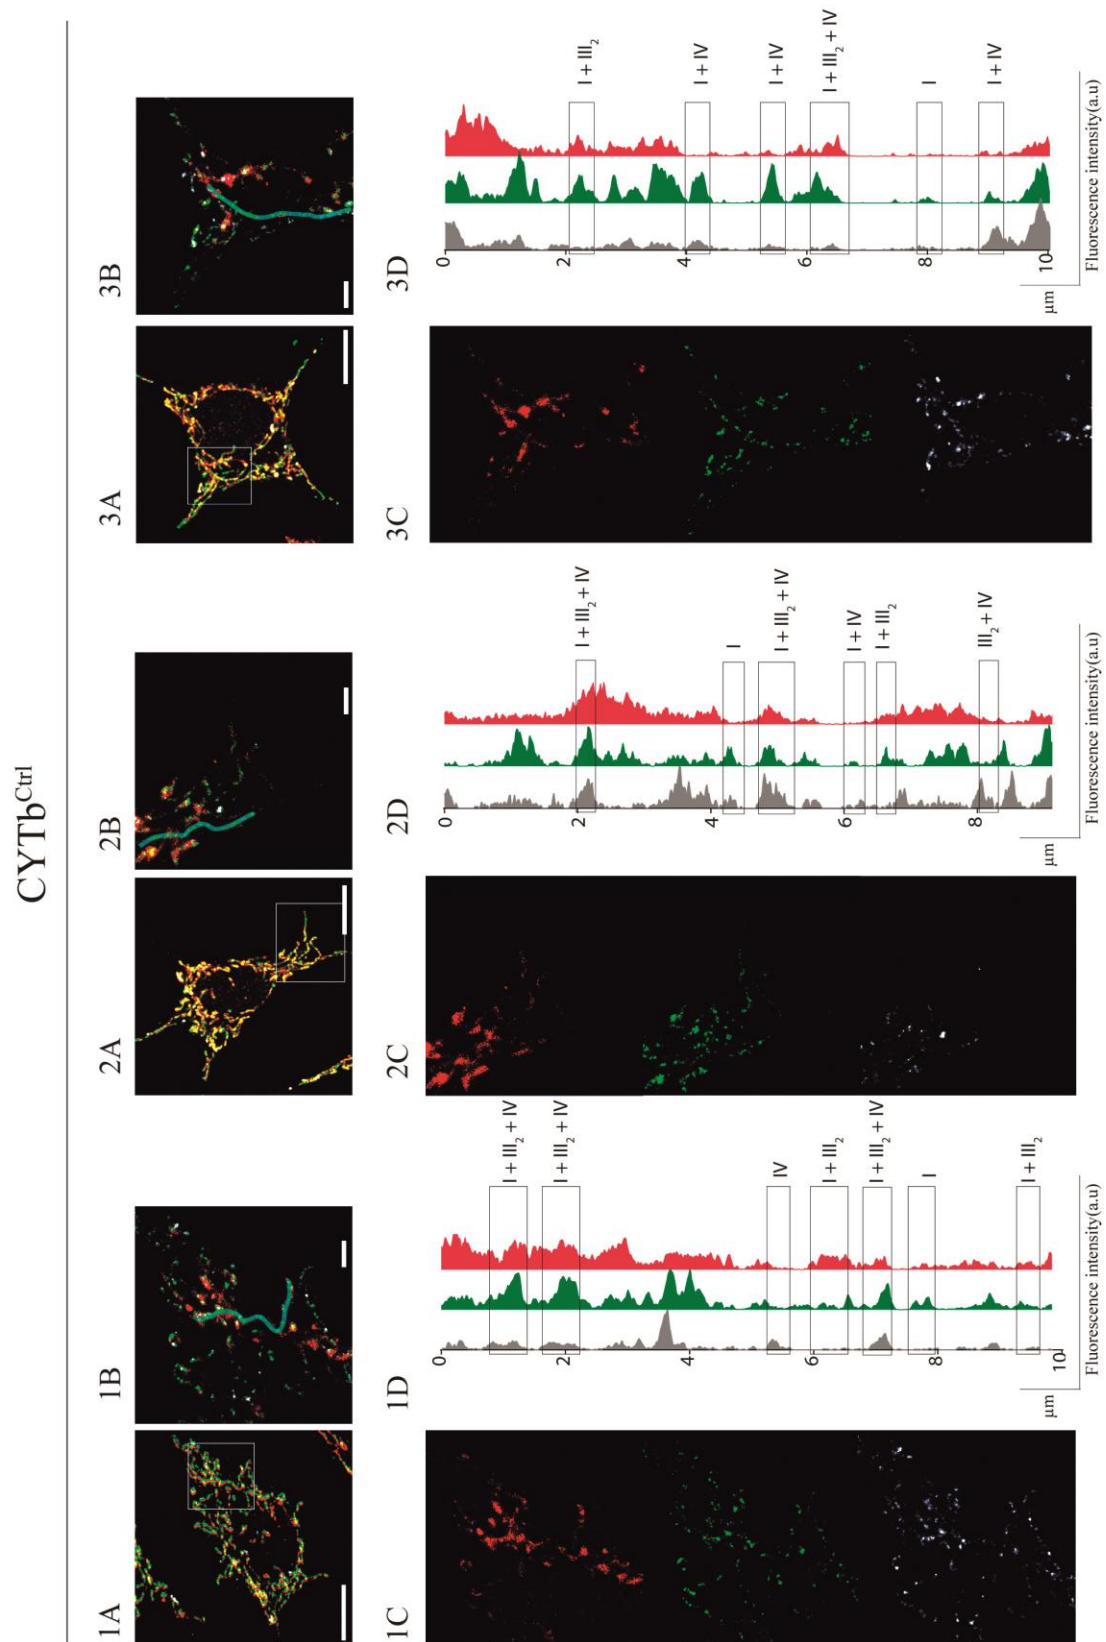 CYTb^Ctrl
1A
1B
2A
2B
3A
3B
1C
1D
I + III₂ + IV
I + III₂ + IV
IV
I + III₂
I + III₂ + IV
I
I + III₂
0
2
4
6
8
10
μm
Fluorescence intensity(a.u)
2C
2D
I + III₂ + IV
I
I + III₂ + IV
I + IV
I + III₂
III₂ + IV
0
2
4
6
8
μm
Fluorescence intensity(a.u)
3C
3D
I + III₂
I + IV
I + IV
I + III₂ + IV
I
I + IV
0
2
4
6
8
10
μm
Fluorescence intensity(a.u)